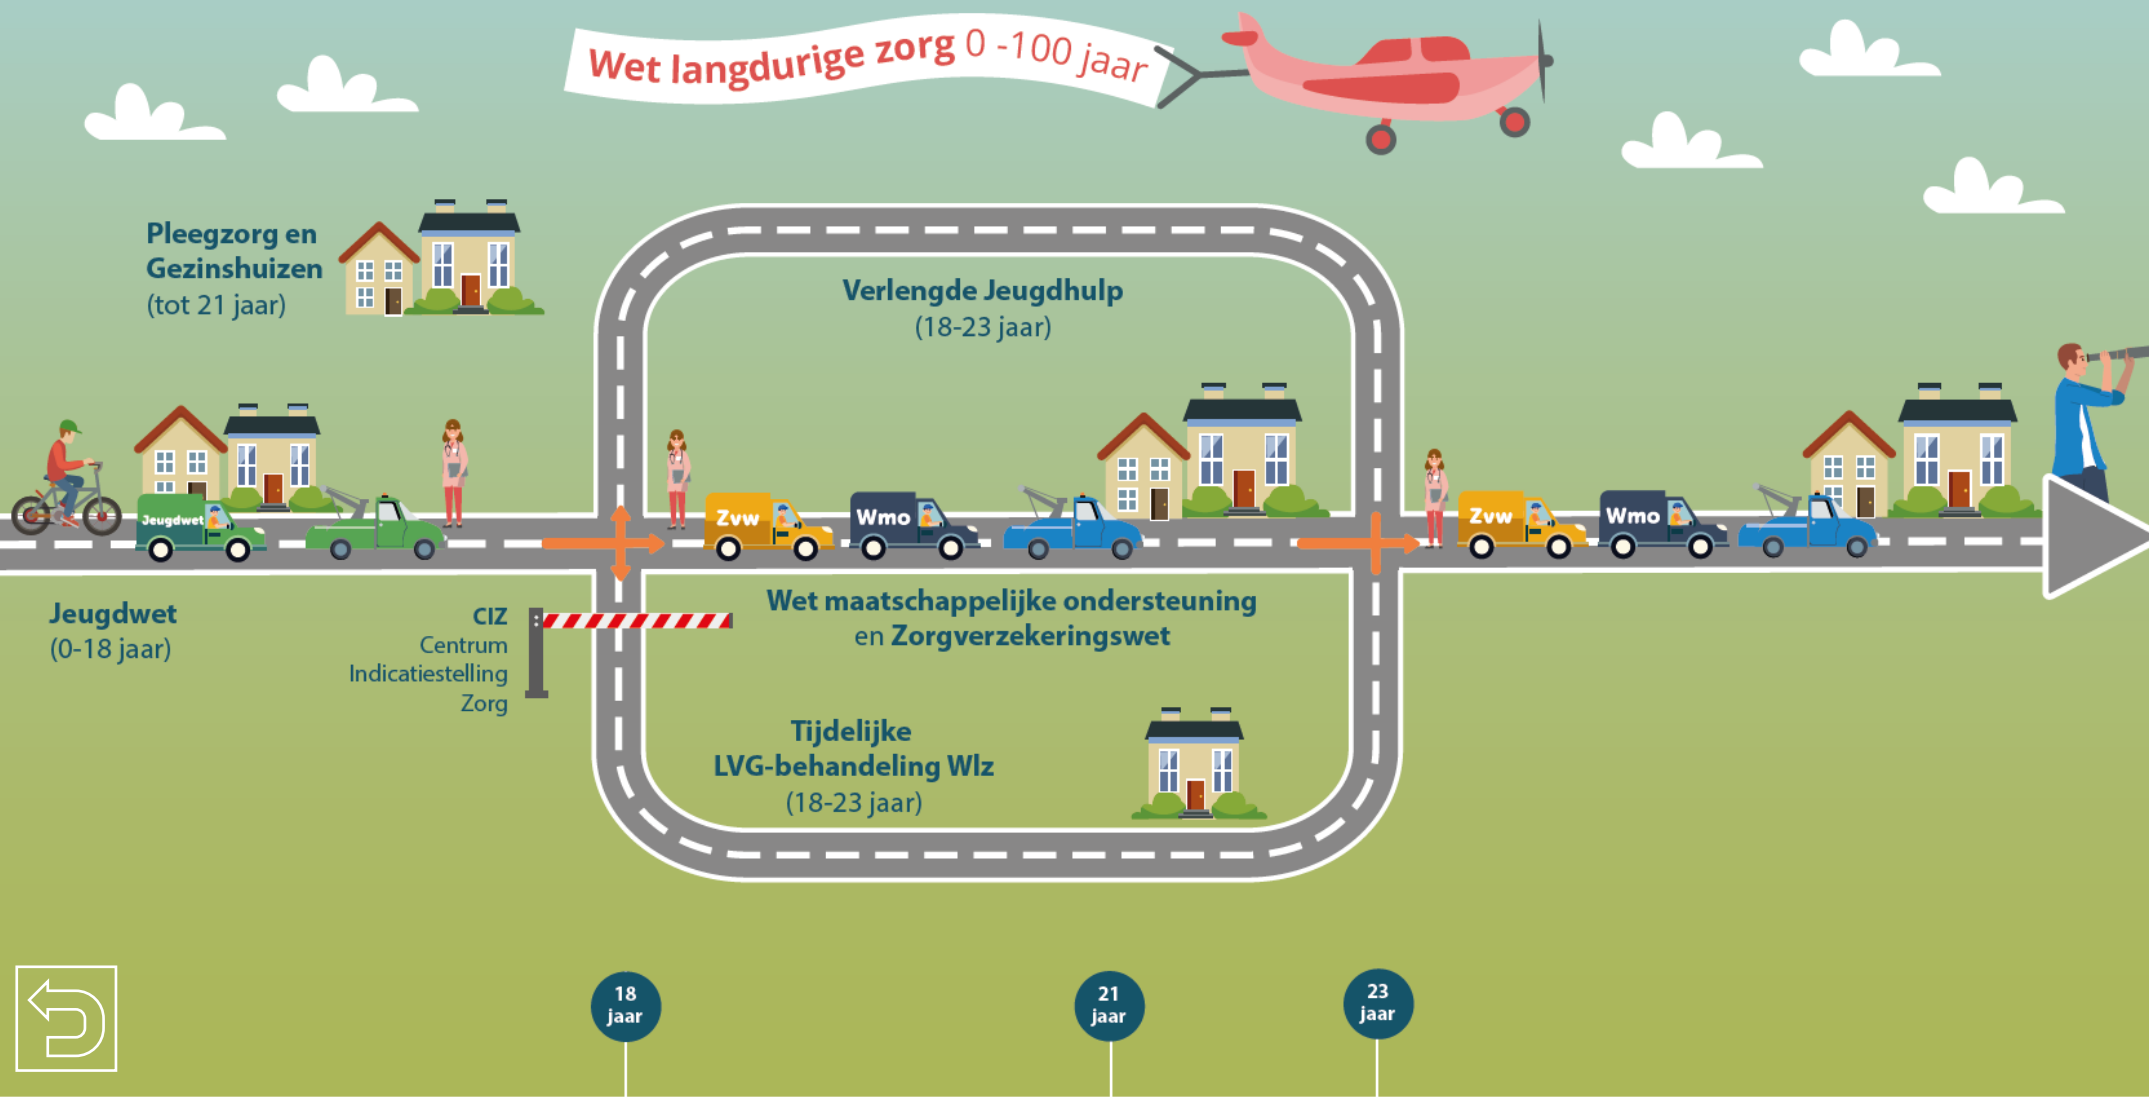 Wet langdurige zorg 0 -100 jaar
Pleegzorg en
Gezinshuizen
(tot 21 jaar)
Verlengde Jeugdhulp
(18-23 jaar)
Jeugdwet
Zvw
Wmo
Zvw
Wmo
Jeugdwet
(0-18 jaar)
CIZ
Centrum
Indicatiestelling
Zorg
Wet maatschappelijke ondersteuning
en Zorgverzekeringswet
Tijdelijke
LVG-behandeling Wlz
(18-23 jaar)
18
jaar
21
jaar
23
jaar